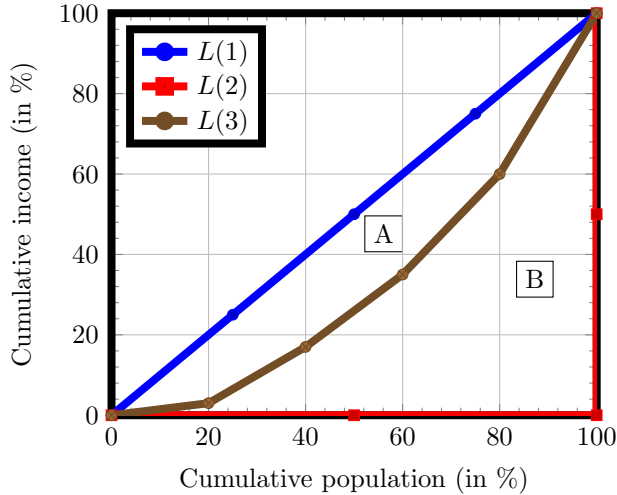 100
80
60
40
20
0
0
20
40
60
80
100
Cumulative population (in %)
Cumulative income (in %)
L(1)
L(2)
L(3)
A
B